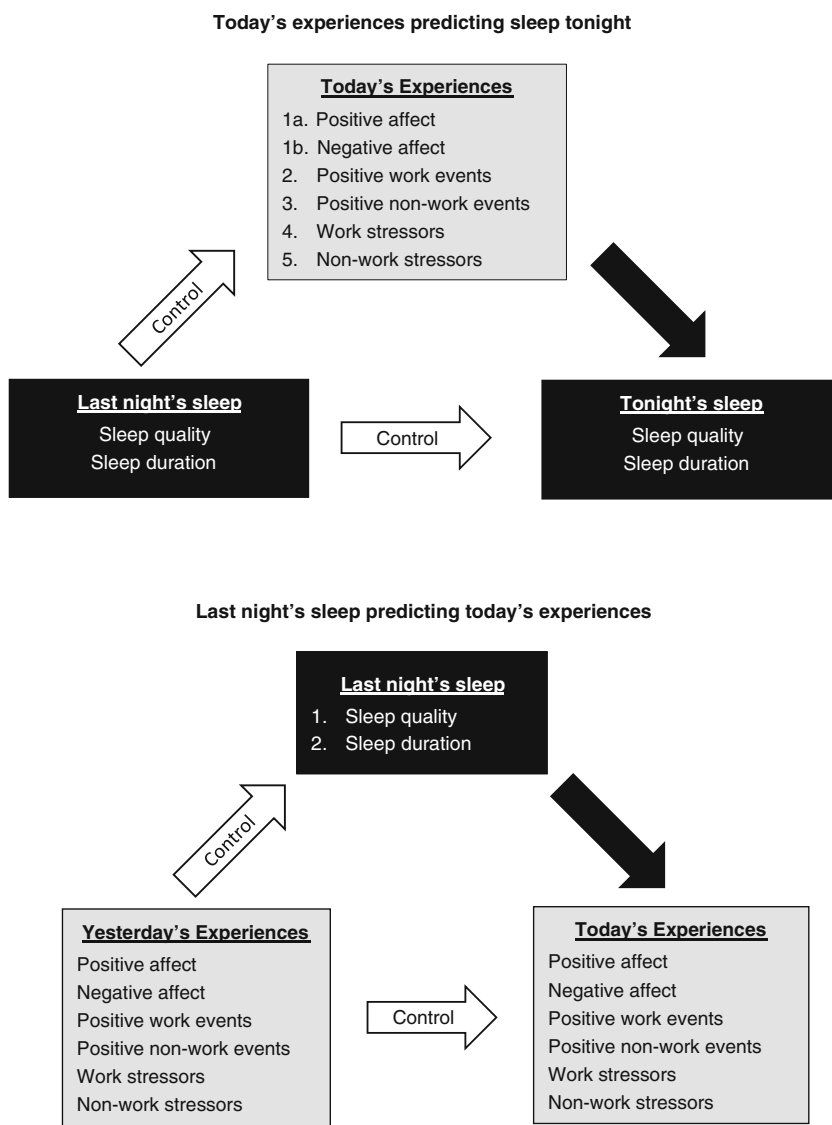 Today's experiences predicting sleep tonight
Today's Experiences
1a. Positive affect
1b. Negative affect
2. Positive work events
3. Positive non-work events
4. Work stressors
5. Non-work stressors
Control
Last night's sleep
Sleep quality
Sleep duration
Control
Tonight's sleep
Sleep quality
Sleep duration
Last night's sleep predicting today's experiences
Last night's sleep
1. Sleep quality
2. Sleep duration
Control
Yesterday's Experiences
Positive affect
Negative affect
Positive work events
Positive non-work events
Work stressors
Non-work stressors
Control
Today's Experiences
Positive affect
Negative affect
Positive work events
Positive non-work events
Work stressors
Non-work stressors